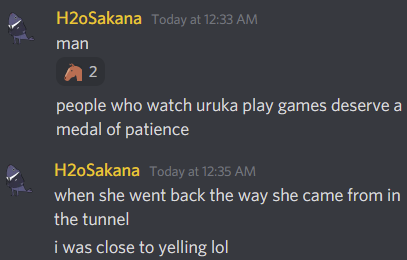 H2oSakana Today at 12:33 AM
man
2
people who watch uruka play games deserve a
medal of patience
H2oSakana Today at 12:35 AM
when she went back the way she came from in
the tunnel
i was close to yelling lol